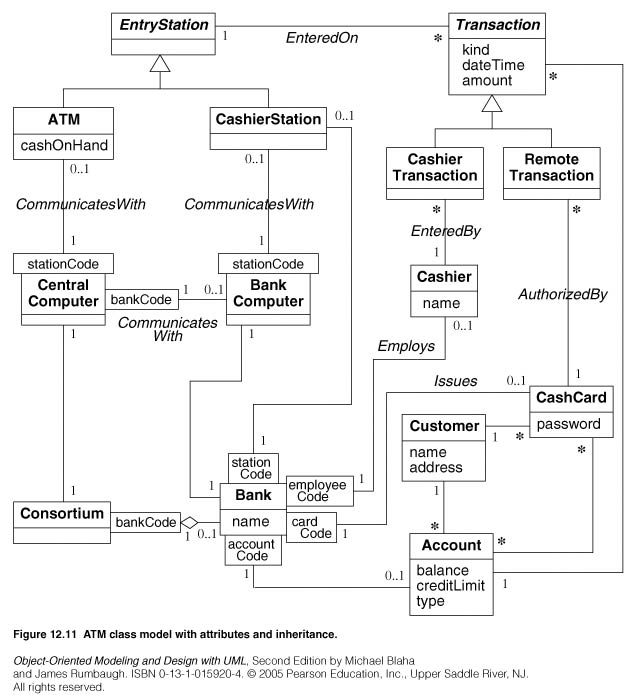 EntryStation
1
EnteredOn
*
Transaction
kind
dateTime
amount
*
ATM
cashOnHand
0..1
CashierStation
0..1
0..1
Cashier
Transaction
*
Remote
Transaction
*
CommunicatesWith
CommunicatesWith
EnteredBy
1
1
1
stationCode
Central
Computer
bankCode
1
0..1
stationCode
Bank
Computer
Communicates
With
Cashier
name
0..1
AuthorizedBy
1
1
Employs
Issues
0..1
1
CashCard
password
*
Customer
name
address
1
*
1
1
station
Code
1
Bank
name
employee
Code
1
card
Code
1
account
Code
1
1
Consortium
bankCode
1
0..1
*
Account
balance
creditLimit
type
*
0..1
1
Figure 12.11 ATM class model with attributes and inheritance.
Object-Oriented Modeling and Design with UML, Second Edition by Michael Blaha
and James Rumbaugh. ISBN 0-13-1-015920-4. © 2005 Pearson Education, Inc., Upper Saddle River, NJ.
All rights reserved.